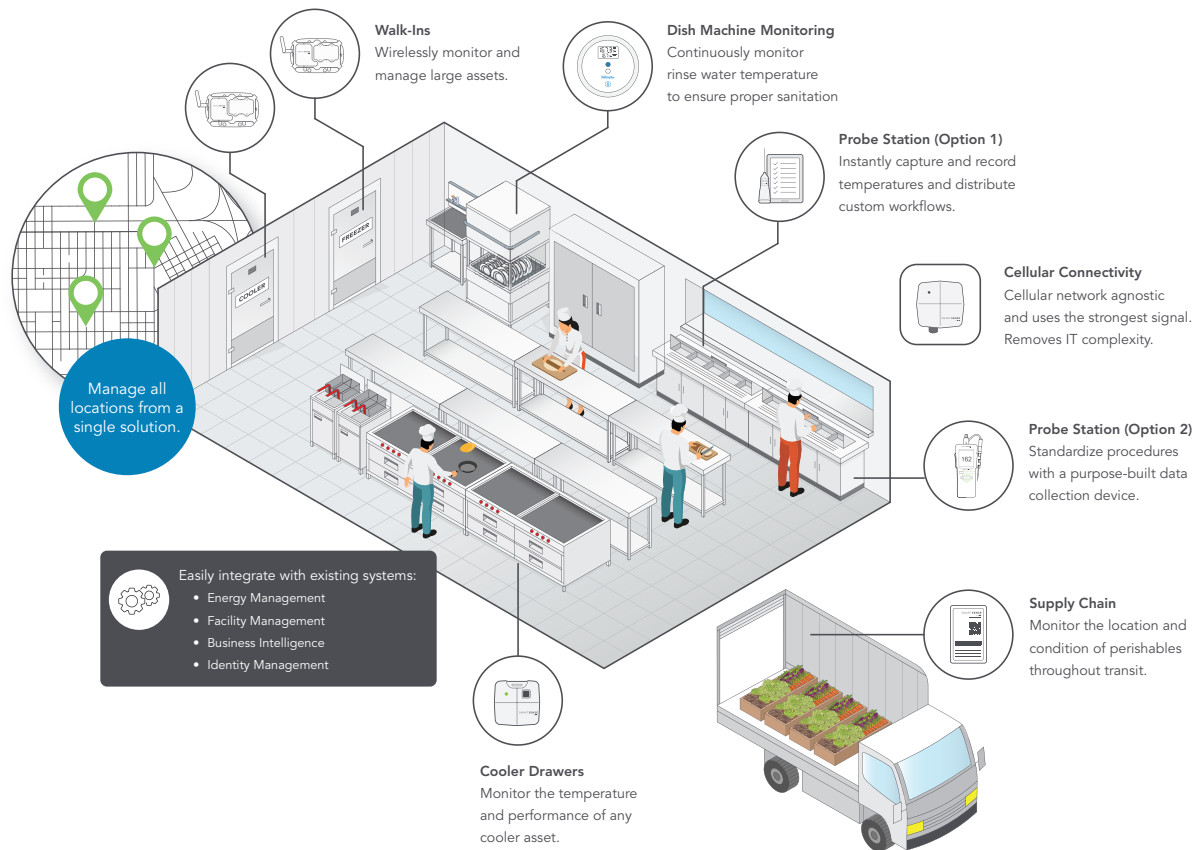 Walk-Ins
Wirelessly monitor and
manage large assets.
Dish Machine Monitoring
Continuously monitor
rinse water temperature
to ensure proper sanitation
Probe Station (Option 1)
Instantly capture and record
temperatures and distribute
custom workflows.
Cellular Connectivity
Cellular network agnostic
and uses the strongest signal.
Removes IT complexity.
FREEZER
COOLER
Manage all
locations from a
single solution.
Probe Station (Option 2)
Standardize procedures
with a purpose-built data
collection device.
162
Easily integrate with existing systems:
• Energy Management
• Facility Management
• Business Intelligence
• Identity Management
Supply Chain
Monitor the location and
condition of perishables
throughout transit.
SMART SENSE
Cooler Drawers
Monitor the temperature
and performance of any
cooler asset.